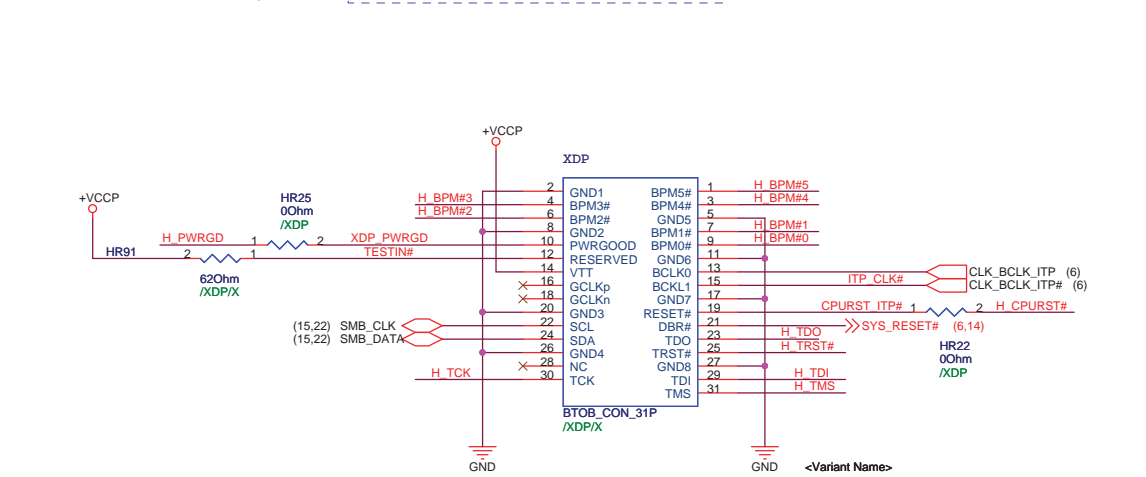 +VCCP
XDP
+VCCP
HR25
0Ohm
/XDP
H_PWRGD 1 2 XDP_PWRGD
HR91 2 1 TESTIN#
62Ohm
/XDP/X
H_BPM#3
H_BPM#2
2 GND1 BPM5# 1 H_BPM#5
4 BPM3# BPM4# 3 H_BPM#4
6 BPM2# GND5 5
8 GND2 BPM1# 7 H_BPM#1
10 PWRGOOD BPM0# 9 H_BPM#0
12 RESERVED GND6 11
14 VTT BCLK0 13 CLK_BCLK_ITP (6)
16 GCLKp BCKL1 15 ITP_CLK# CLK_BCLK_ITP# (6)
18 GCLKn GND7 17
20 GND3 RESET# 19 CPURST_ITP# 1 2 H_CPURST#
(15,22) SMB_CLK 22 SCL DBR# 21 SYS_RESET# (6,14)
(15,22) SMB_DATA 24 SDA TDO 23 H_TDO
26 GND4 TRST# 25 H_TRST#
28 NC GND8 27
H_TCK 30 TCK TDI 29 H_TDI
TMS 31 H_TMS
HR22
0Ohm
/XDP
BTOB_CON_31P
/XDP/X
GND
GND
<Variant Name>